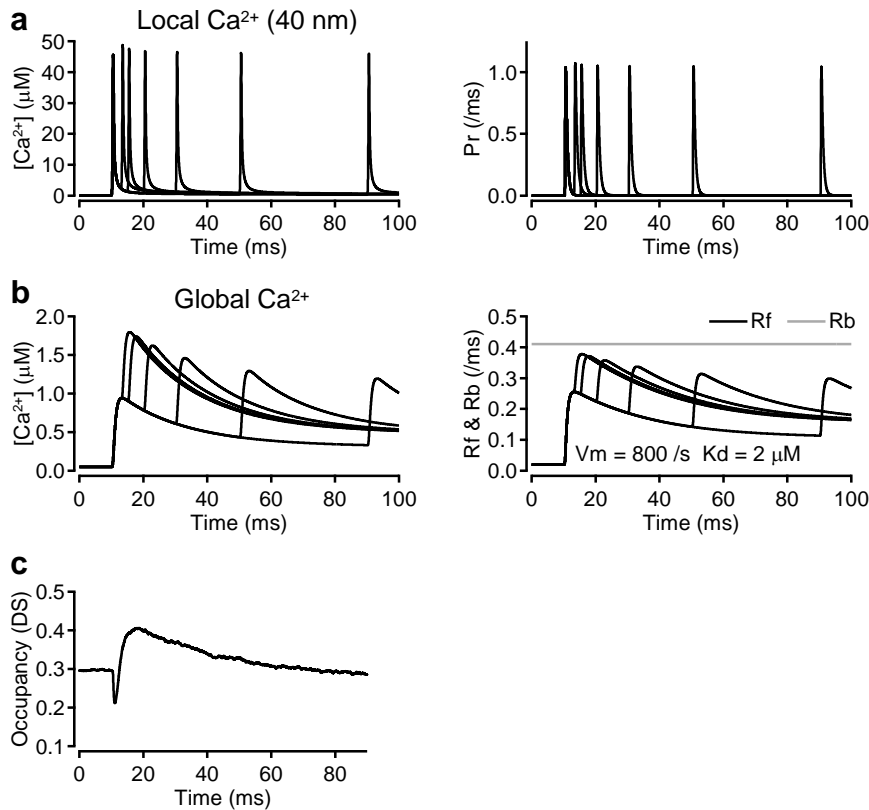 a
Local Ca²⁺ (40 nm)
[Ca²⁺] (μM)
50
40
30
20
10
0
0 20 40 60 80 100
Time (ms)
Pr (/ms)
1.0
0.5
0.0
0 20 40 60 80 100
Time (ms)
b
Global Ca²⁺
[Ca²⁺] (μM)
2.0
1.5
1.0
0.5
0.0
0 20 40 60 80 100
Time (ms)
Rf & Rb (/ms)
0.5
0.4
0.3
0.2
0.1
0.0
Rf Rb
Vm = 800 /s Kd = 2 μM
0 20 40 60 80 100
Time (ms)
c
Occupancy (DS)
0.5
0.4
0.3
0.2
0.1
0 20 40 60 80
Time (ms)